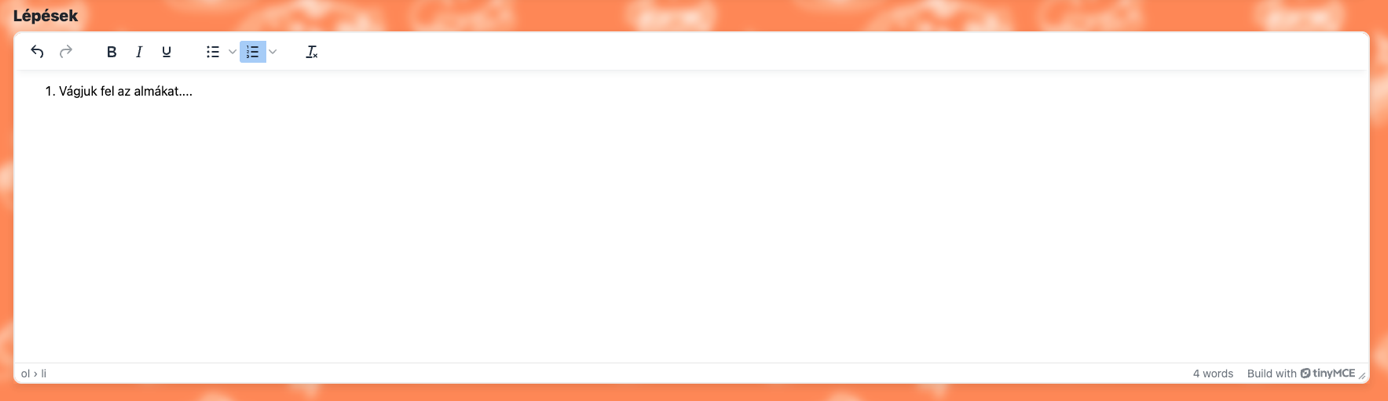 Lépések
B I U
1. Vágjuk fel az almákat....
ol › li
4 words Build with tinyMCE